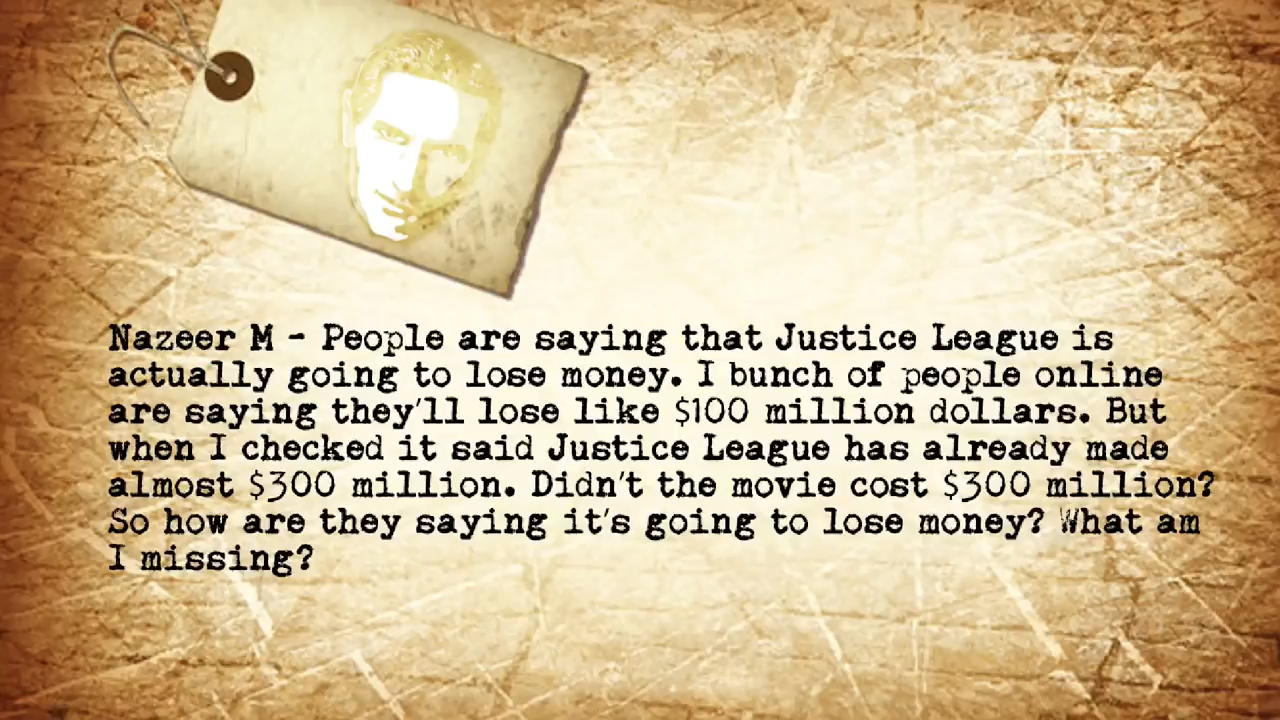 Nazeer M - People are saying that Justice League is
actually going to lose money. I bunch of people online
are saying they'll lose like $100 million dollars. But
when I checked it said Justice League has already made
almost $300 million. Didn't the movie cost $300 million?
So how are they saying it's going to lose money? What am
I missing?